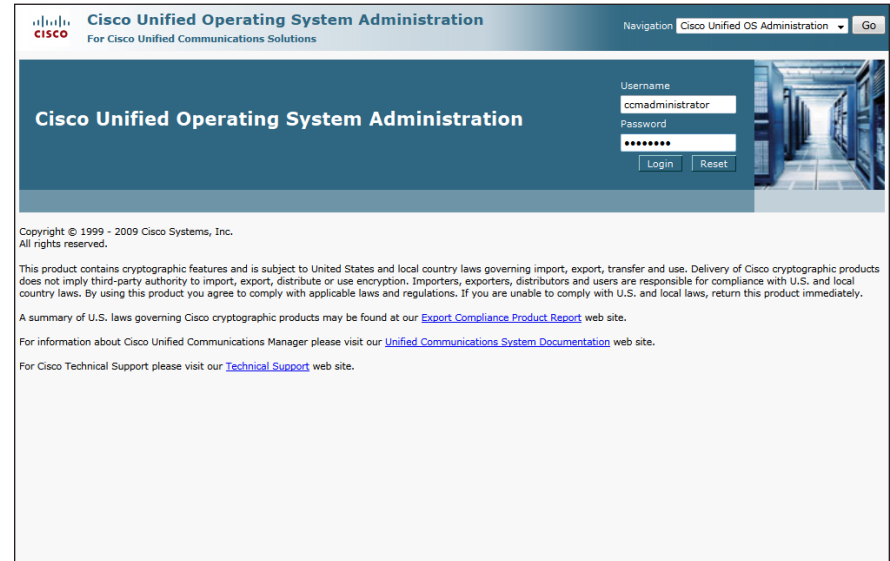 CISCO
Cisco Unified Operating System Administration
For Cisco Unified Communications Solutions
Navigation Cisco Unified OS Administration Go
Cisco Unified Operating System Administration
Username
ccmadministrator
Password
••••••••
Login Reset
Copyright © 1999 - 2009 Cisco Systems, Inc.
All rights reserved.
This product contains cryptographic features and is subject to United States and local country laws governing import, export, transfer and use. Delivery of Cisco cryptographic products
does not imply third-party authority to import, export, distribute or use encryption. Importers, exporters, distributors and users are responsible for compliance with U.S. and local
country laws. By using this product you agree to comply with applicable laws and regulations. If you are unable to comply with U.S. and local laws, return this product immediately.
A summary of U.S. laws governing Cisco cryptographic products may be found at our Export Compliance Product Report web site.
For information about Cisco Unified Communications Manager please visit our Unified Communications System Documentation web site.
For Cisco Technical Support please visit our Technical Support web site.